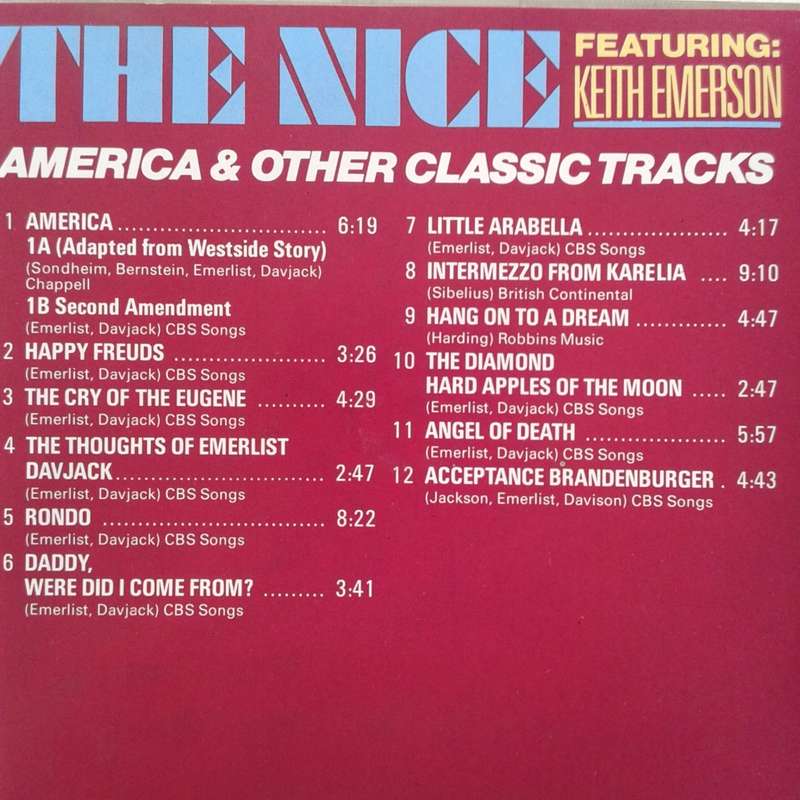 THE NICE
FEATURING:
KEITH EMERSON
AMERICA & OTHER CLASSIC TRACKS
1 AMERICA .............................. 6:19
1A (Adapted from Westside Story)
(Sondheim, Bernstein, Emerlist, Davjack)
Chappell
1B Second Amendment
(Emerlist, Davjack) CBS Songs
2 HAPPY FREUDS ...................... 3:26
(Emerlist, Davjack) CBS Songs
3 THE CRY OF THE EUGENE .......... 4:29
(Emerlist, Davjack) CBS Songs
4 THE THOUGHTS OF EMERLIST
DAVJACK.............................. 2:47
(Emerlist, Davjack) CBS Songs
5 RONDO ................................ 8:22
(Emerlist, Davjack) CBS Songs
6 DADDY,
WERE DID I COME FROM? ......... 3:41
(Emerlist, Davjack) CBS Songs
7 LITTLE ARABELLA .................... 4:17
(Emerlist, Davjack) CBS Songs
8 INTERMEZZO FROM KARELIA .... 9:10
(Sibelius) British Continental
9 HANG ON TO A DREAM ............. 4:47
(Harding) Robbins Music
10 THE DIAMOND
HARD APPLES OF THE MOON ..... 2:47
(Emerlist, Davjack) CBS Songs
11 ANGEL OF DEATH .................... 5:57
(Emerlist, Davjack) CBS Songs
12 ACCEPTANCE BRANDENBURGER . 4:43
(Jackson, Emerlist, Davison) CBS Songs